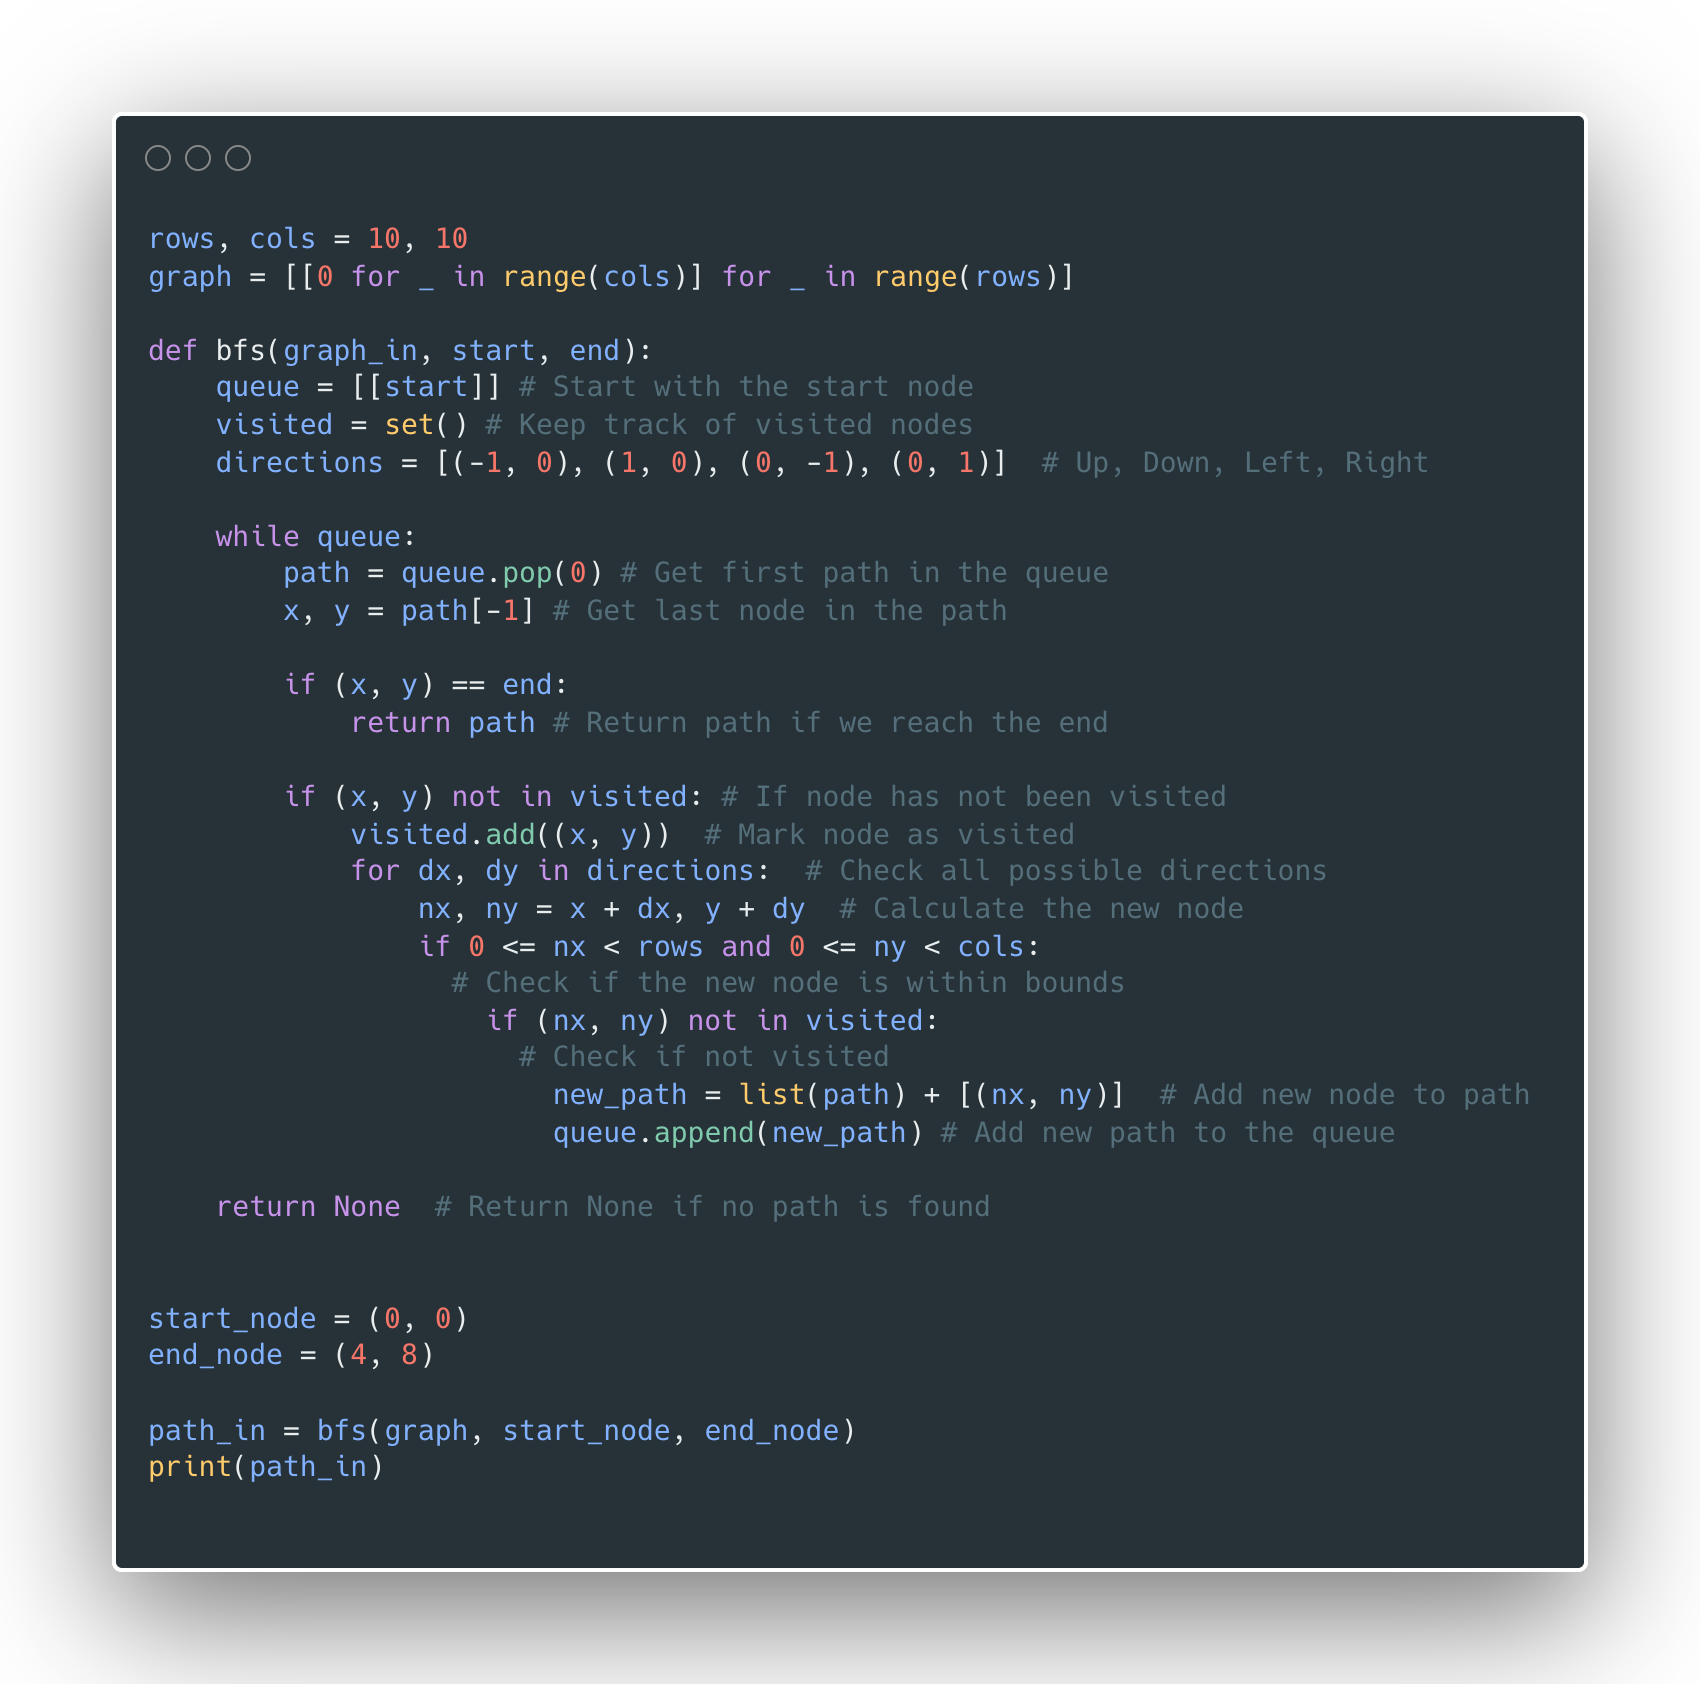 rows, cols = 10, 10
graph = [[0 for _ in range(cols)] for _ in range(rows)]
def bfs(graph_in, start, end):
    queue = [[start]] # Start with the start node
    visited = set() # Keep track of visited nodes
    directions = [(-1, 0), (1, 0), (0, -1), (0, 1)]  # Up, Down, Left, Right
    while queue:
        path = queue.pop(0) # Get first path in the queue
        x, y = path[-1] # Get last node in the path
        if (x, y) == end:
            return path # Return path if we reach the end
        if (x, y) not in visited: # If node has not been visited
            visited.add((x, y))  # Mark node as visited
            for dx, dy in directions:  # Check all possible directions
                nx, ny = x + dx, y + dy  # Calculate the new node
                if 0 <= nx < rows and 0 <= ny < cols:
                  # Check if the new node is within bounds
                    if (nx, ny) not in visited:
                      # Check if not visited
                        new_path = list(path) + [(nx, ny)]  # Add new node to path
                        queue.append(new_path) # Add new path to the queue
    return None  # Return None if no path is found
start_node = (0, 0)
end_node = (4, 8)
path_in = bfs(graph, start_node, end_node)
print(path_in)